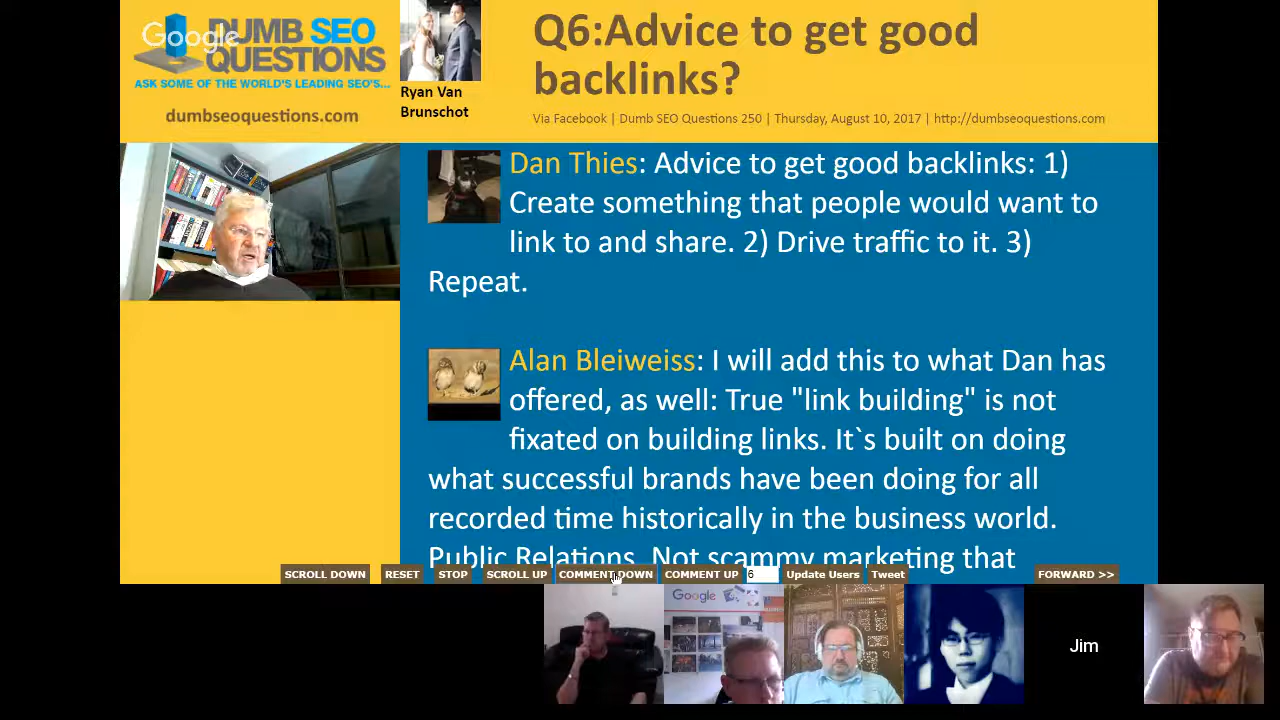 Google
DUMB SEO
QUESTIONS
ASK SOME OF THE WORLD'S LEADING SEO'S...
dumbseoquestions.com
Ryan Van
Brunschot
Q6:Advice to get good
backlinks?
Via Facebook | Dumb SEO Questions 250 | Thursday, August 10, 2017 | http://dumbseoquestions.com
Dan Thies: Advice to get good backlinks: 1)
Create something that people would want to
link to and share. 2) Drive traffic to it. 3)
Repeat.
Alan Bleiweiss: I will add this to what Dan has
offered, as well: True "link building" is not
fixated on building links. It`s built on doing
what successful brands have been doing for all
recorded time historically in the business world.
Public Relations. Not scammy marketing that
SCROLL DOWN RESET STOP SCROLL UP COMMENT DOWN COMMENT UP 6 Update Users Tweet FORWARD >>
Google
Jim